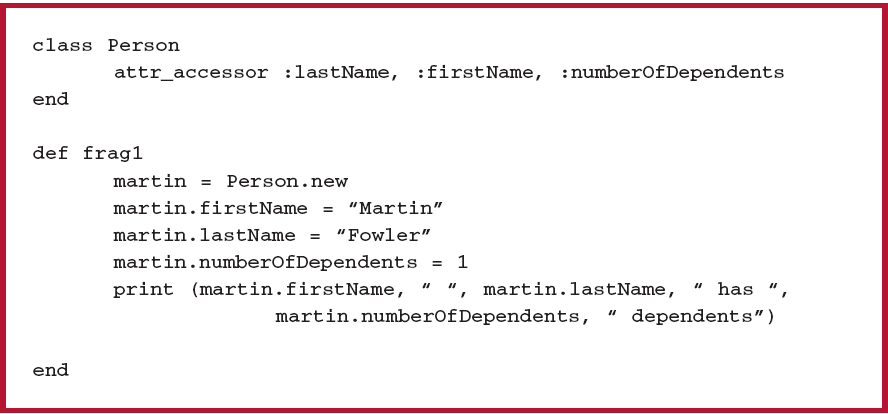 class Person
attr_accessor :lastName, :firstName, :numberOfDependents
end
def frag1
martin = Person.new
martin.firstName = “Martin”
martin.lastName = “Fowler”
martin.numberOfDependents = 1
print (martin.firstName, “ “, martin.lastName, “ has “,
martin.numberOfDependents, “ dependents”)
end